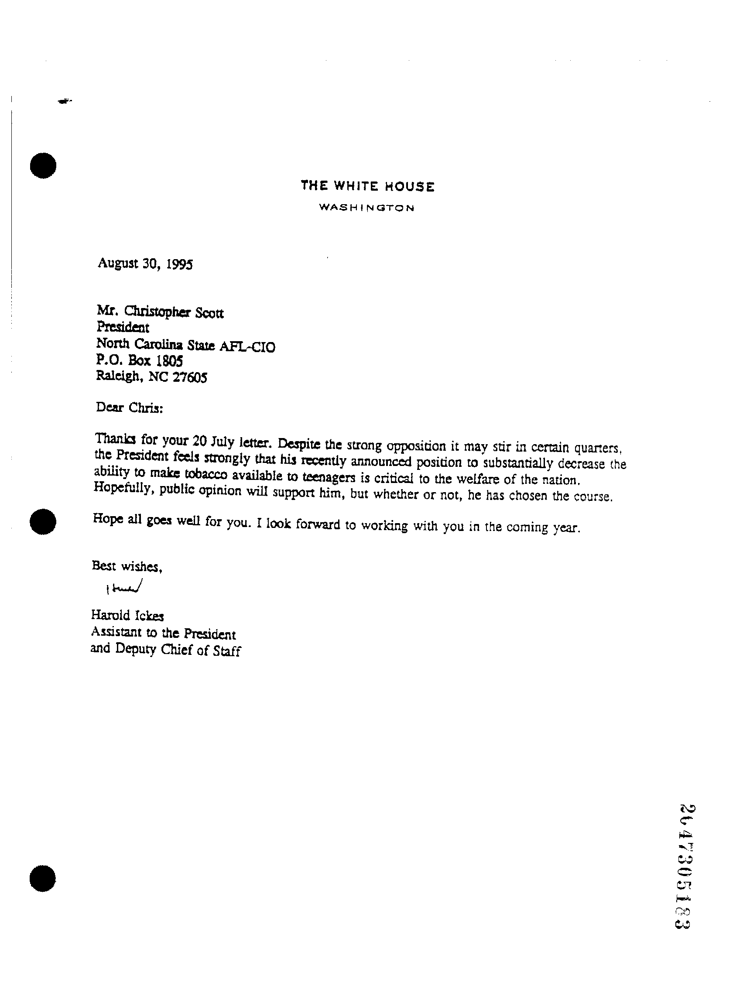 THE WHITE HOUSE
WASHINGTON
August 30, 1995
Mr. Christopher Scott
President
North Carolina State AFL-CIO
P.O. Box 1805
Raleigh, NC 27605
Dear Chris:
Thanks for your 20 July letter. Despite the strong opposition it may stir in certain quarters,
the President feels strongly that his recently announced position to substantially decrease the
ability to make tobacco available to teenagers is critical to the welfare of the nation.
Hopefully, public opinion will support him, but whether or not, he has chosen the course.
Hope all goes well for you. I look forward to working with you in the coming year.
Best wishes,
Harold Ickes
Assistant to the President
and Deputy Chief of Staff